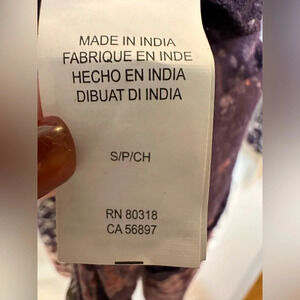 MADE IN INDIA
FABRIQUE EN INDE
HECHO EN INDIA
DIBUAT DI INDIA
S/P/CH
RN 80318
CA 56897